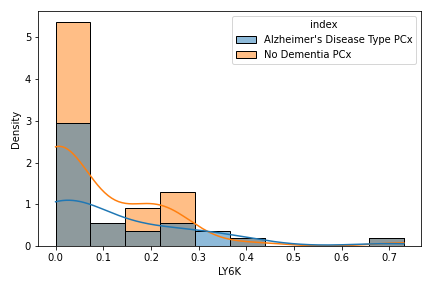 index
Alzheimer's Disease Type PCx
No Dementia PCx
Density
5
4
3
2
1
0
0.0 0.1 0.2 0.3 0.4 0.5 0.6 0.7
LY6K